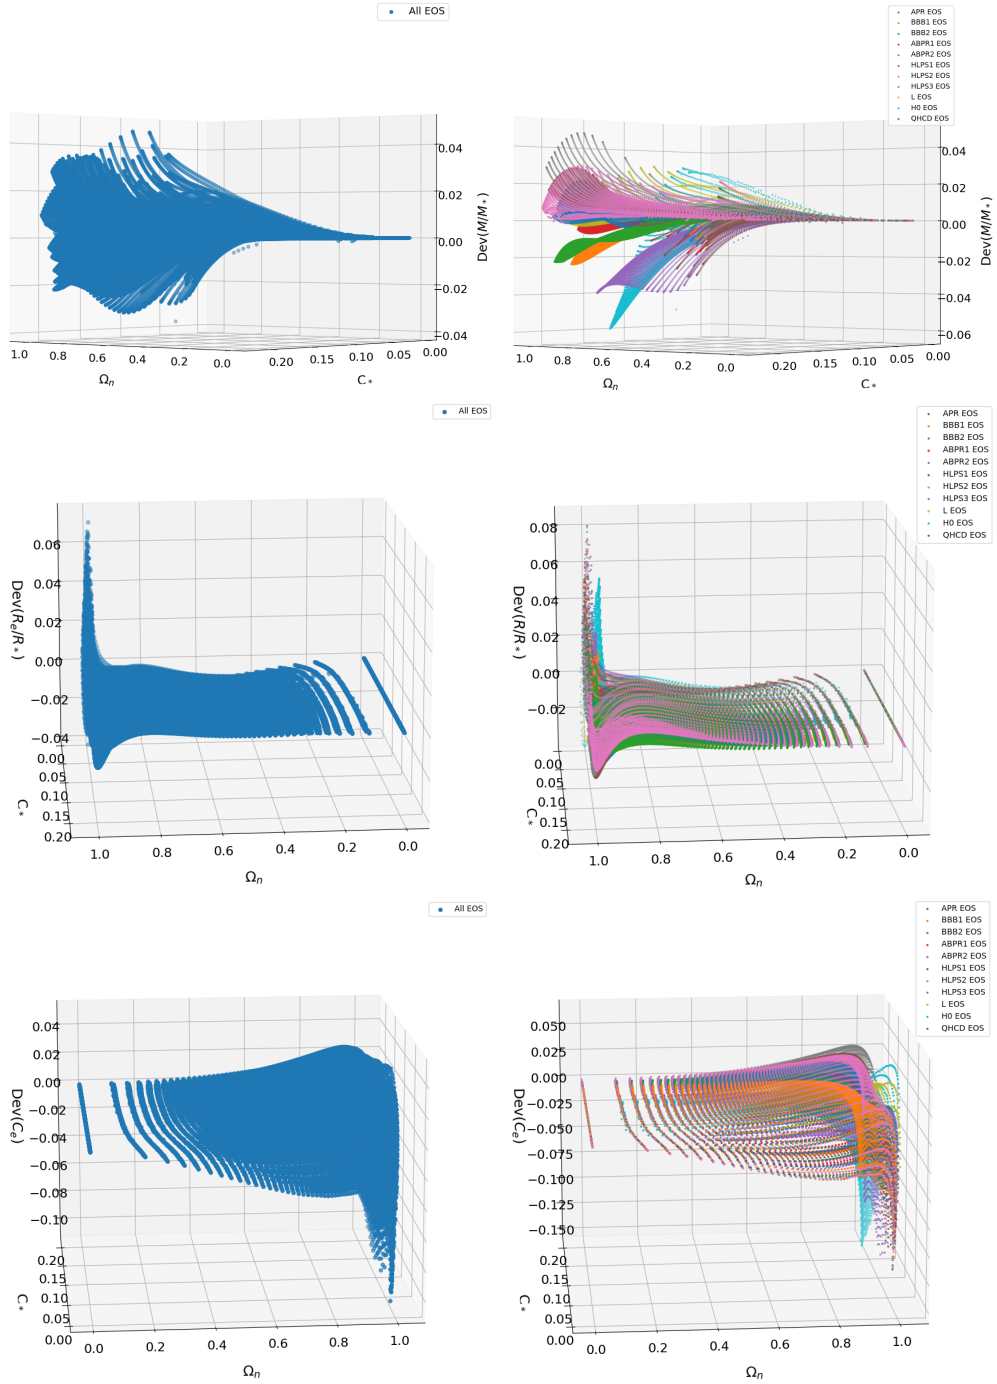 All EOS
0.04
0.02
0.00
−0.02
−0.04
Dev(M/M*)
1.0 0.8 0.6 0.4 0.2 0.0
Ωn
0.20 0.15 0.10 0.05 0.00
C*
APR EOS
BBB1 EOS
BBB2 EOS
ABPR1 EOS
ABPR2 EOS
HLPS1 EOS
HLPS2 EOS
HLPS3 EOS
L EOS
H0 EOS
QHCD EOS
0.04
0.02
0.00
−0.02
−0.04
−0.06
Dev(M/M*)
1.0 0.8 0.6 0.4 0.2 0.0
Ωn
0.20 0.15 0.10 0.05 0.00
C*
All EOS
0.06
0.04
0.02
0.00
−0.02
−0.04
Dev(Re/R*)
0.00
0.05
0.10
0.15
0.20
C*
1.0 0.8 0.6 0.4 0.2 0.0
Ωn
APR EOS
BBB1 EOS
BBB2 EOS
ABPR1 EOS
ABPR2 EOS
HLPS1 EOS
HLPS2 EOS
HLPS3 EOS
L EOS
H0 EOS
QHCD EOS
0.08
0.06
0.04
0.02
0.00
−0.02
Dev(R/R*)
0.00
0.05
0.10
0.15
0.20
C*
1.0 0.8 0.6 0.4 0.2 0.0
Ωn
All EOS
0.04
0.02
0.00
−0.02
−0.04
−0.06
−0.08
−0.10
Dev(Ce)
0.20
0.15
0.10
0.05
0.00
C*
0.0 0.2 0.4 0.6 0.8 1.0
Ωn
APR EOS
BBB1 EOS
BBB2 EOS
ABPR1 EOS
ABPR2 EOS
HLPS1 EOS
HLPS2 EOS
HLPS3 EOS
L EOS
H0 EOS
QHCD EOS
0.050
0.025
0.000
−0.025
−0.050
−0.075
−0.100
−0.125
−0.150
Dev(Ce)
0.20
0.15
0.10
0.05
0.00
C*
0.0 0.2 0.4 0.6 0.8 1.0
Ωn